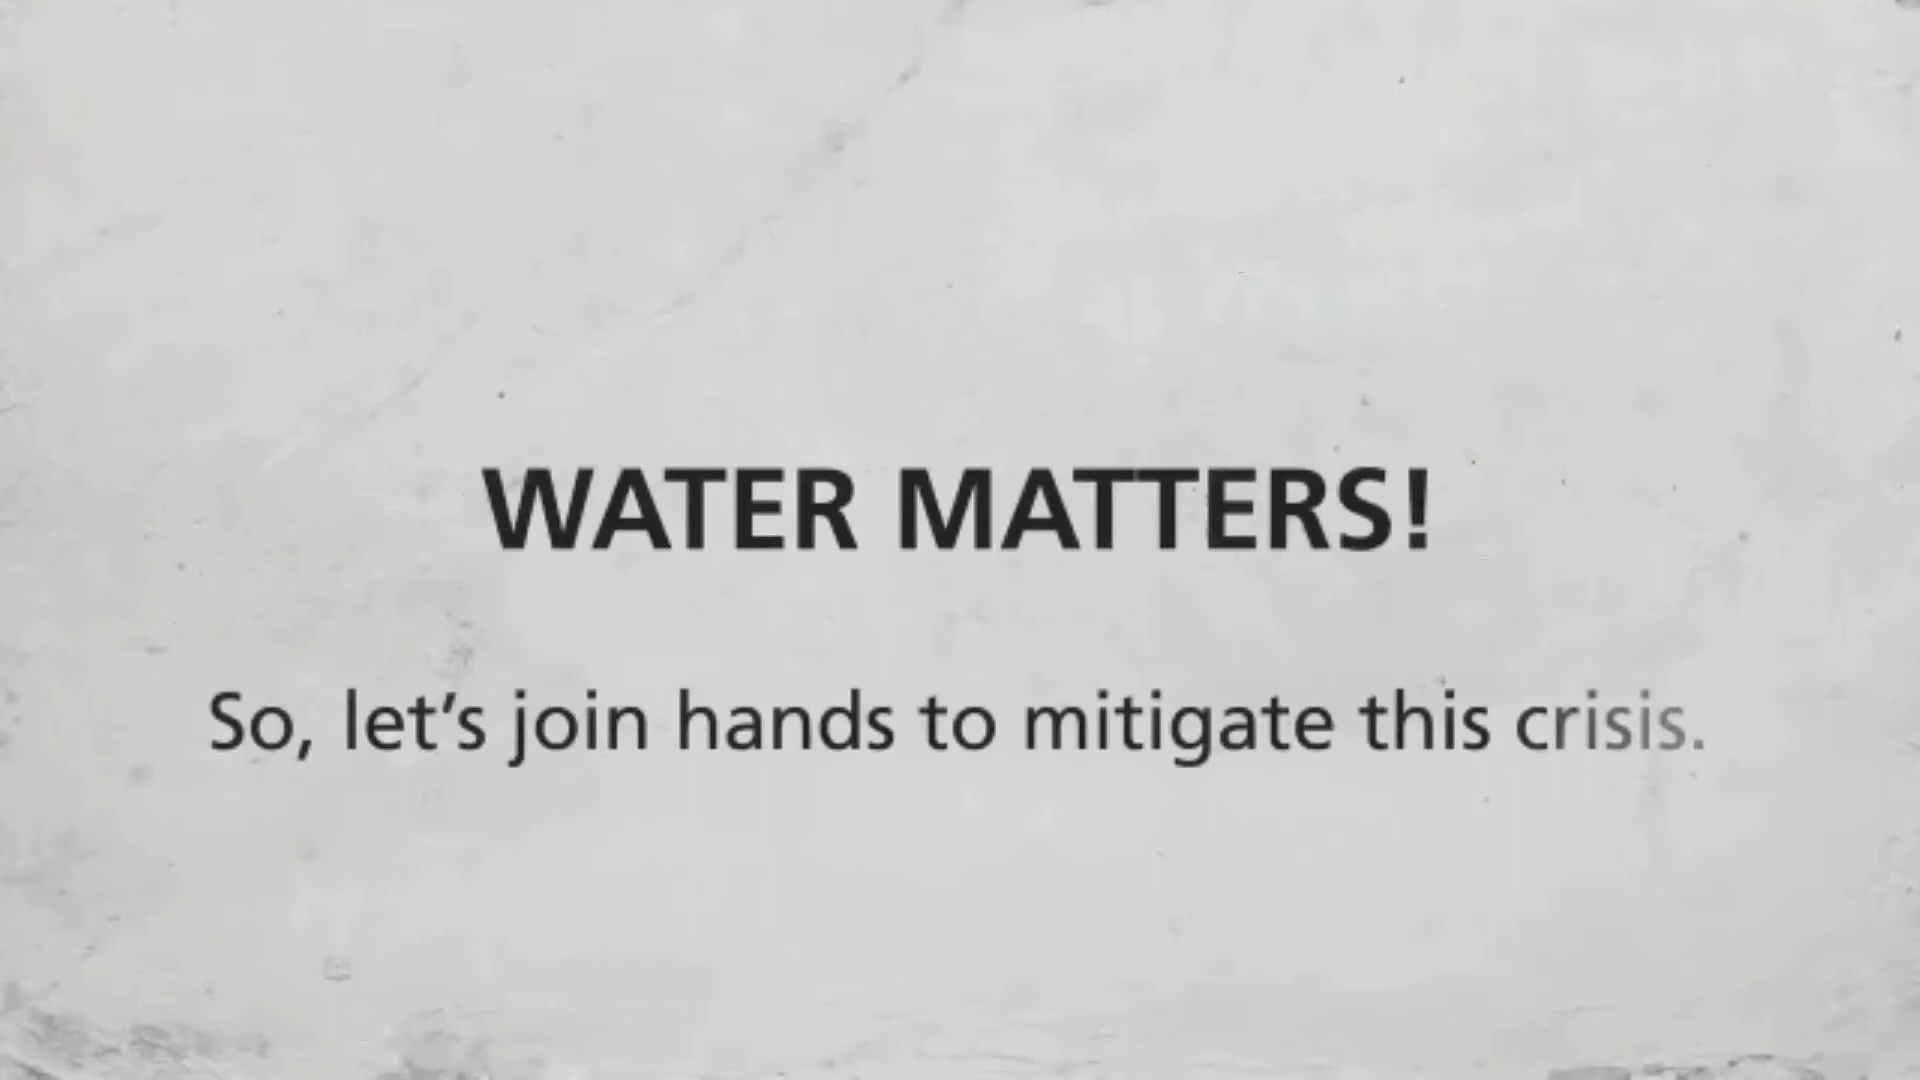 WATER MATTERS!
So, let’s join hands to mitigate this crisis.